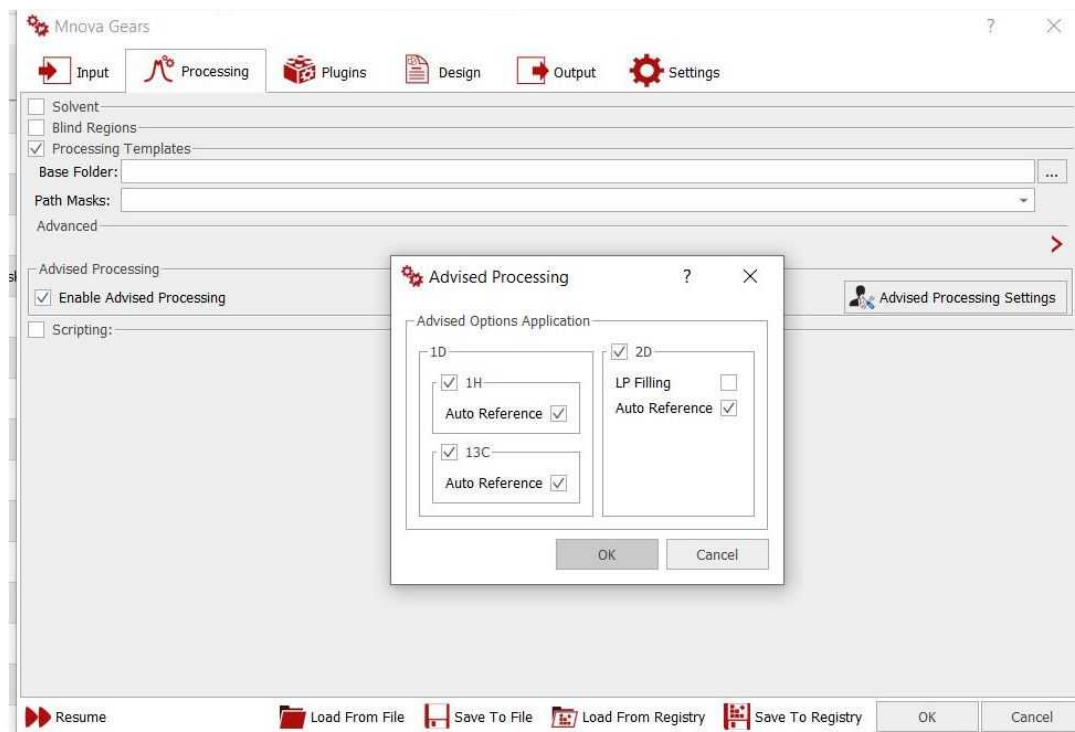 Mnova Gears
?
Input
Processing
Plugins
Design
Output
Settings
Solvent
Blind Regions
Processing Templates
Base Folder:
...
Path Masks:
Advanced
Advised Processing
Enable Advised Processing
Advised Processing Settings
Scripting:
Advised Processing
?
Advised Options Application
1D
1H
Auto Reference
13C
Auto Reference
2D
LP Filling
Auto Reference
OK
Cancel
Resume
Load From File
Save To File
Load From Registry
Save To Registry
OK
Cancel